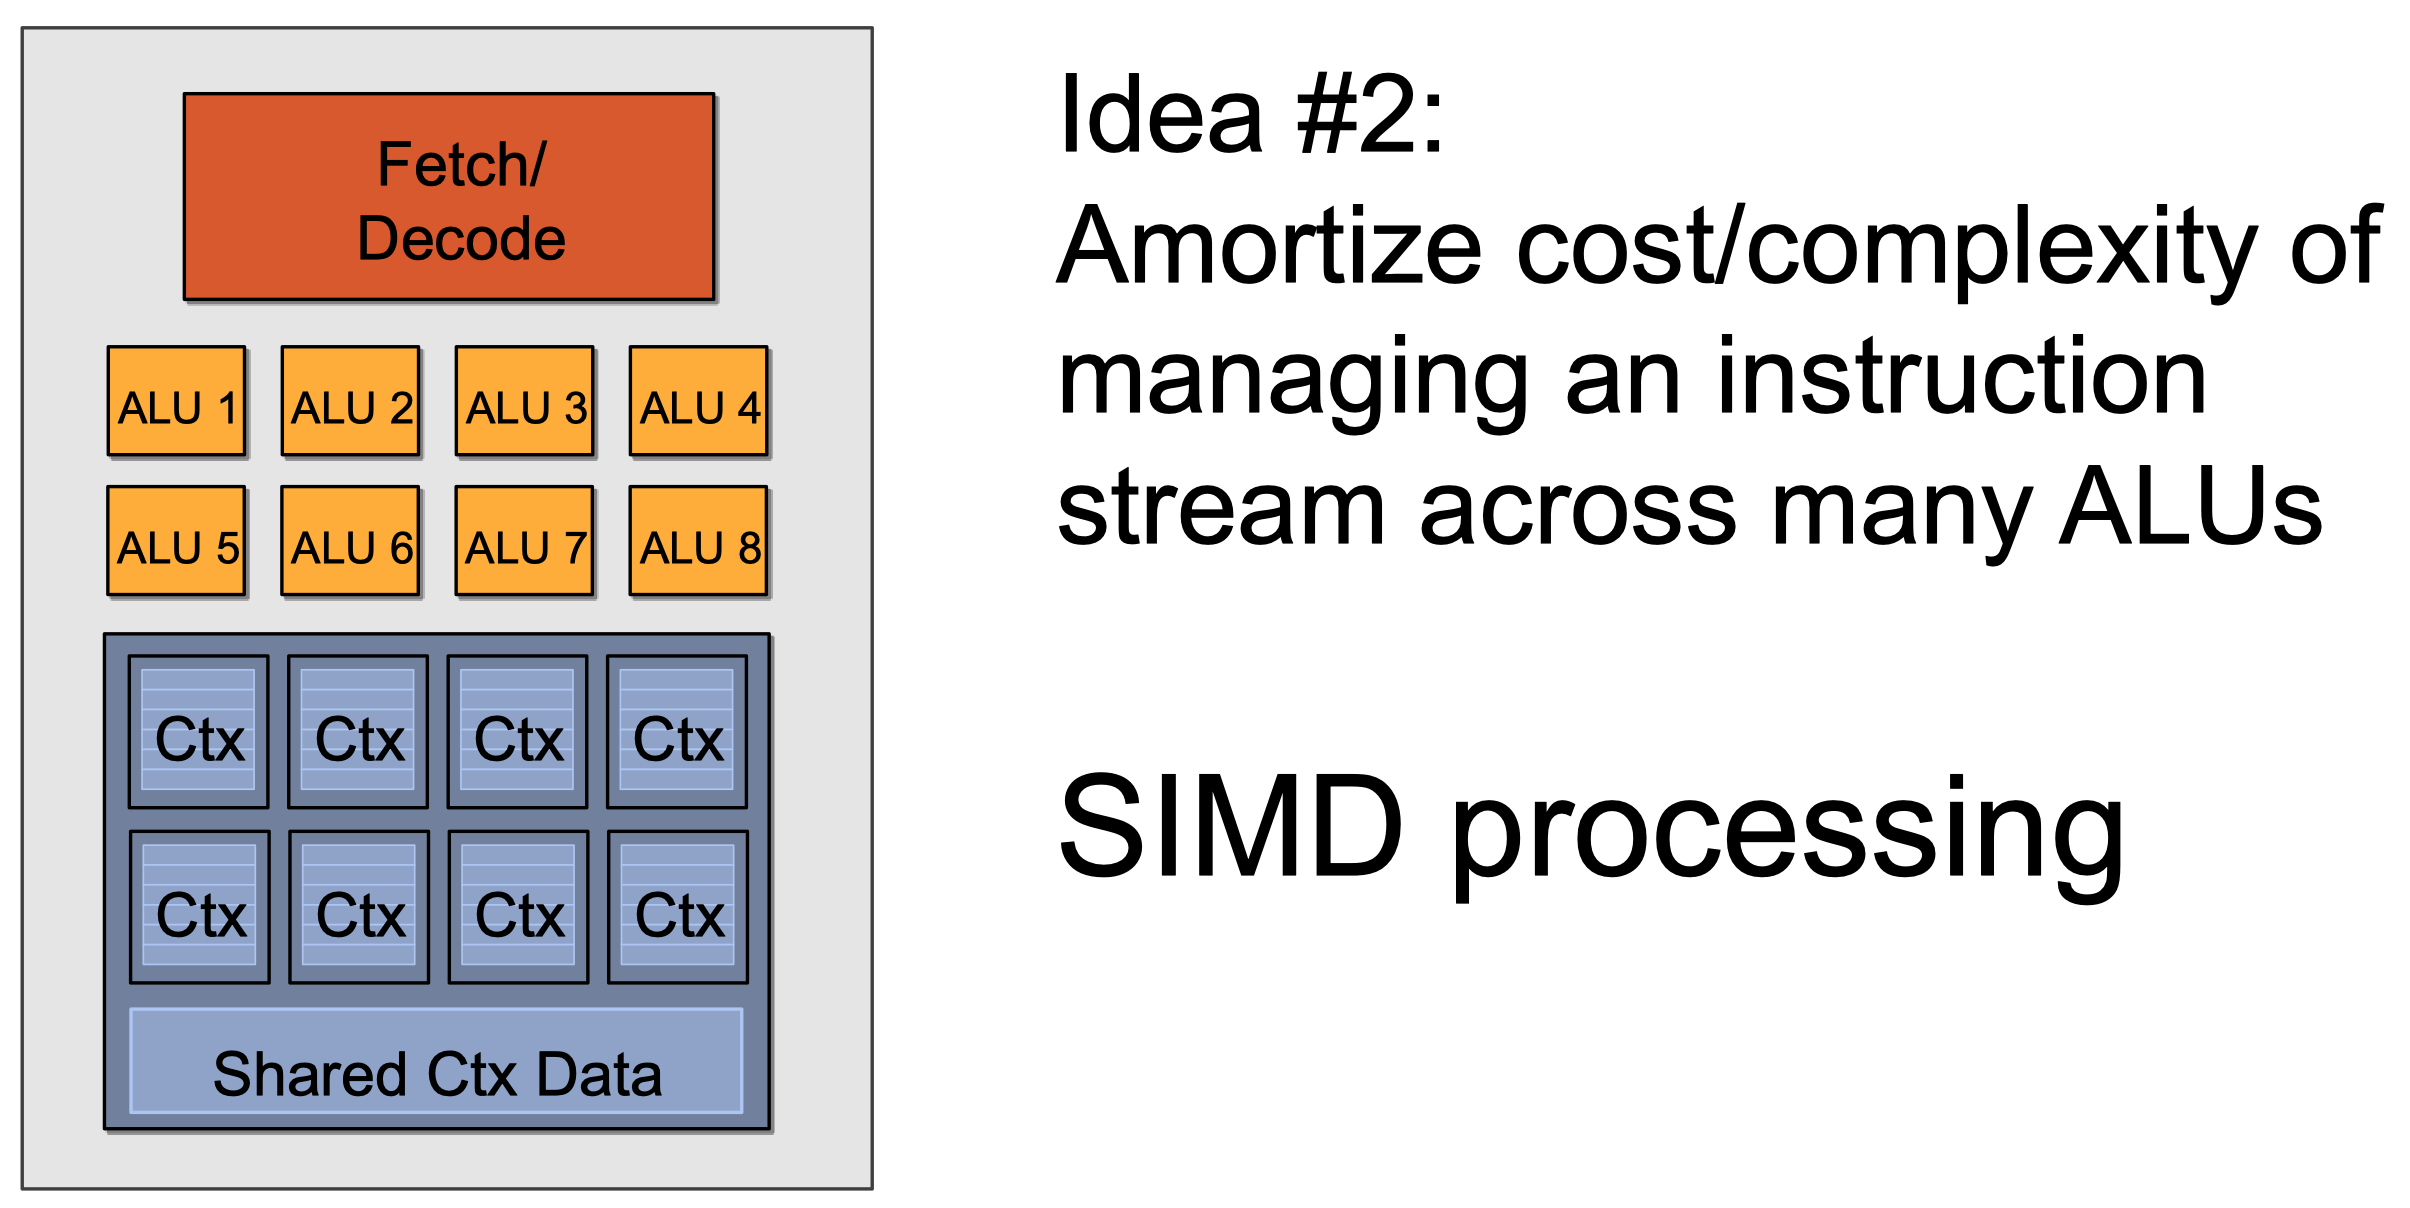 Fetch/
Decode
ALU 1 ALU 2 ALU 3 ALU 4
ALU 5 ALU 6 ALU 7 ALU 8
Ctx Ctx Ctx Ctx
Ctx Ctx Ctx Ctx
Shared Ctx Data
Idea #2:
Amortize cost/complexity of
managing an instruction
stream across many ALUs
SIMD processing